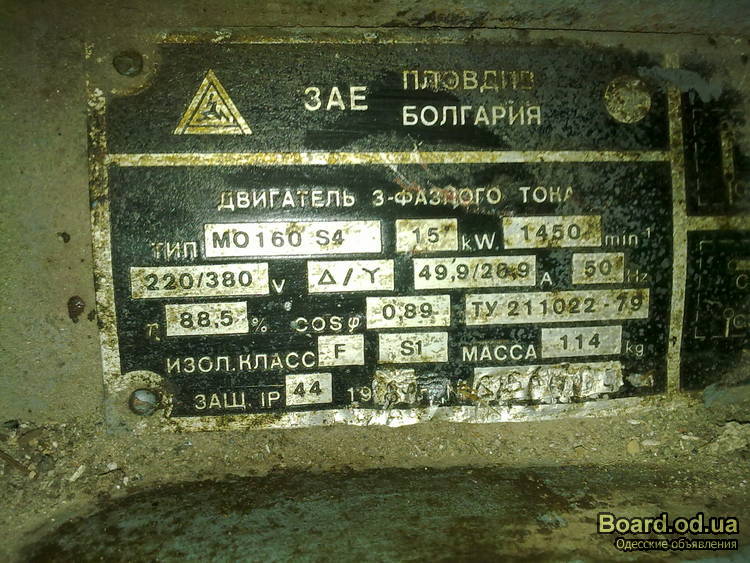 ЗАЕ ПЛОВДИВ
БОЛГАРИЯ
ДВИГАТЕЛЬ 3-ФАЗНОГО ТОКА
ТИП МО160 S4 15 kW. 1450 min⁻¹
220/380 V Δ/Y 49,9/28,9 A 50 Hz
η 88,5 % COSφ 0,89 ТУ 211022-79
ИЗОЛ.КЛАСС F S1 МАССА 114 kg
ЗАЩ. IP 44 19 N
Board.od.ua
Одесские объявления